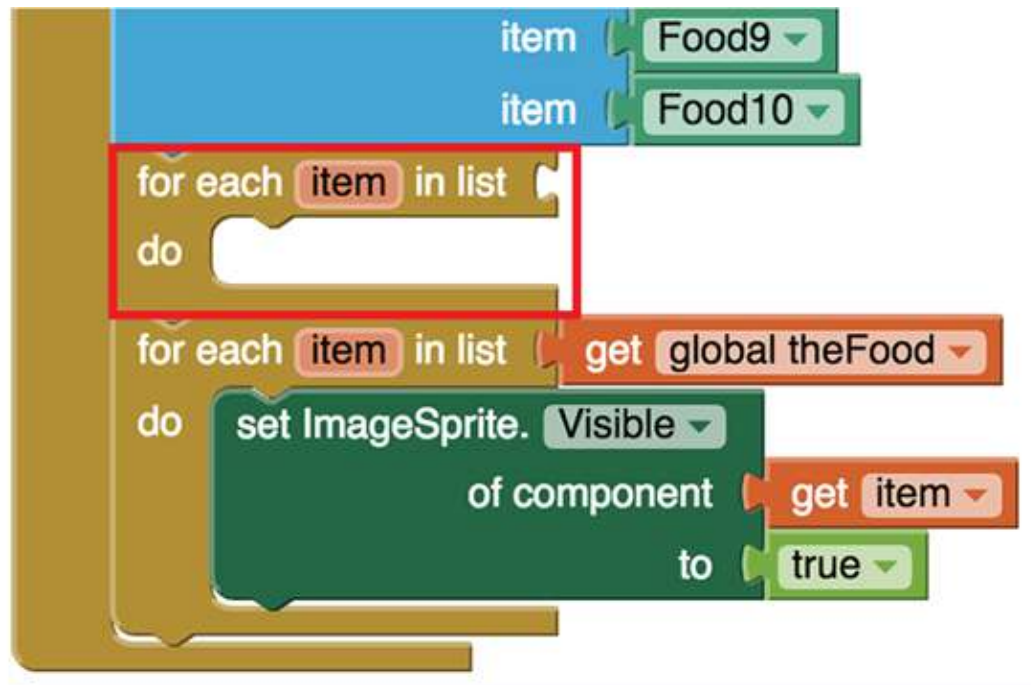 item Food9
item Food10
for each item in list
do
for each item in list get global theFood
do set ImageSprite. Visible
of component get item
to true